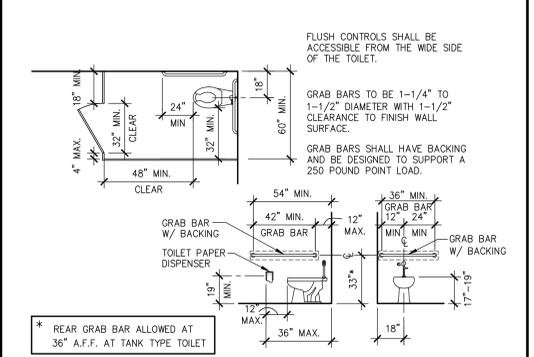 FLUSH CONTROLS SHALL BE
ACCESSIBLE FROM THE WIDE SIDE
OF THE TOILET.
GRAB BARS TO BE 1-1/4" TO
1-1/2" DIAMETER WITH 1-1/2"
CLEARANCE TO FINISH WALL
SURFACE.
GRAB BARS SHALL HAVE BACKING
AND BE DESIGNED TO SUPPORT A
250 POUND POINT LOAD.
18" MIN.
32" MIN.
CLEAR
4" MAX.
24"
MIN
32" MIN.
18"
60" MIN.
48" MIN.
CLEAR
54" MIN.
42" MIN.
GRAB BAR
12"
MAX.
36" MIN.
GRAB BAR
12"
24"
MIN
MIN
GRAB BAR
W/ BACKING
TOILET PAPER
DISPENSER
GRAB BAR
W/ BACKING
19"
MIN.
33"*
17"-19"
12"
MAX.
36" MAX.
18"
* REAR GRAB BAR ALLOWED AT
36" A.F.F. AT TANK TYPE TOILET